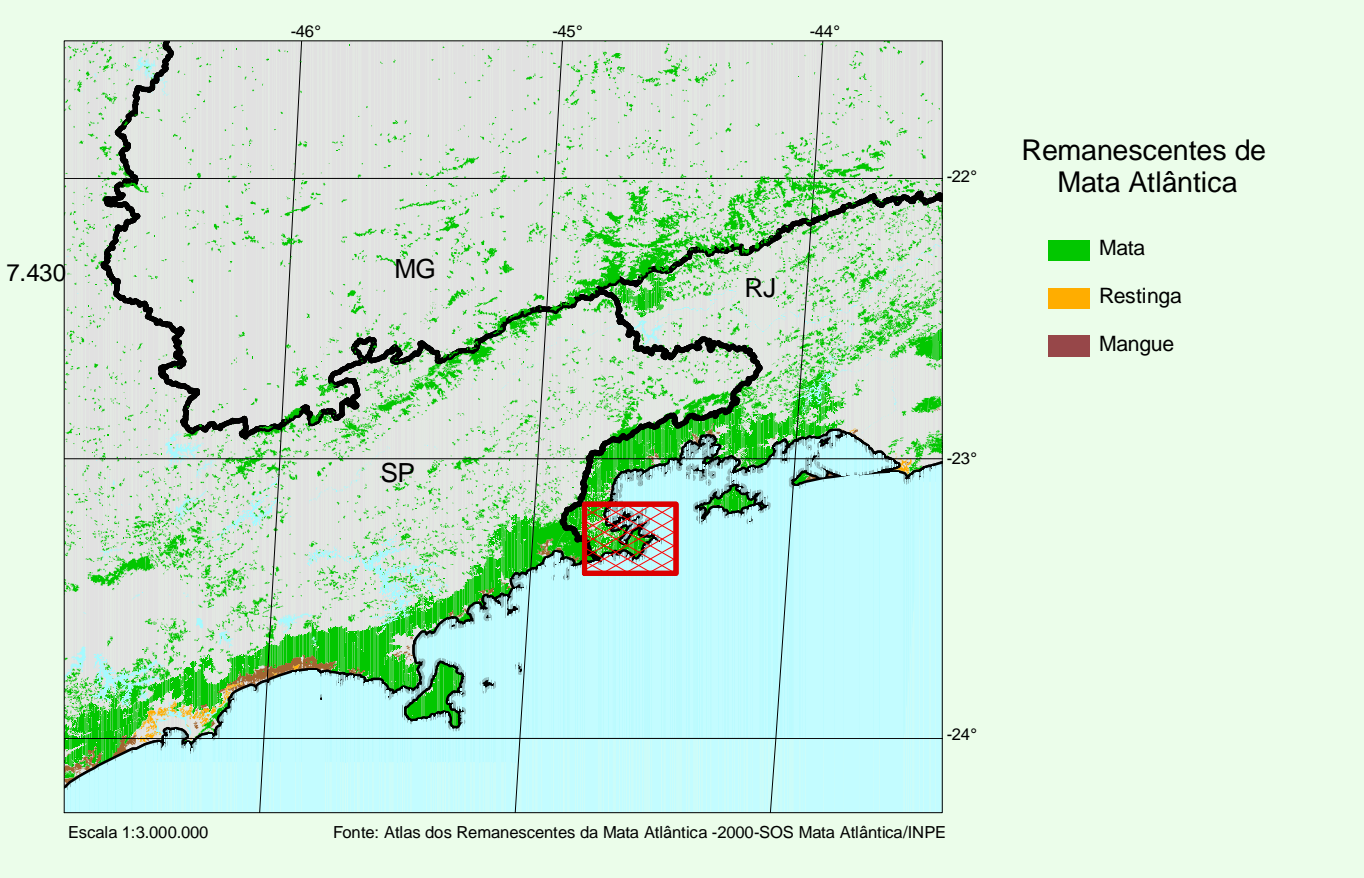 -46°
-45°
-44°
Remanescentes de
Mata Atlântica
-22°
Mata
7.430
MG
RJ
Restinga
Mangue
-23°
SP
-24°
Escala 1:3.000.000
Fonte: Atlas dos Remanescentes da Mata Atlântica -2000-SOS Mata Atlântica/INPE